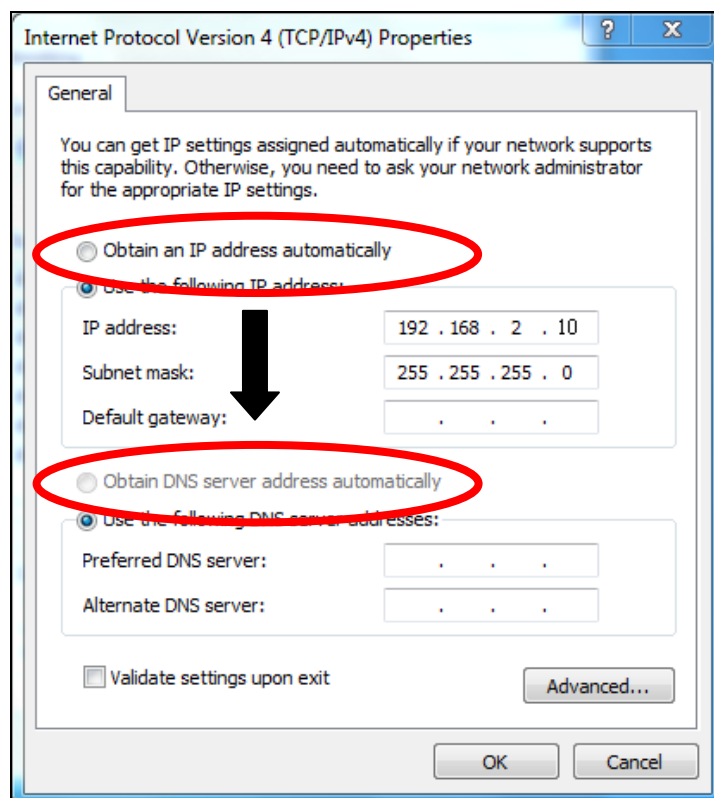 Internet Protocol Version 4 (TCP/IPv4) Properties
?
X
General
You can get IP settings assigned automatically if your network supports
this capability. Otherwise, you need to ask your network administrator
for the appropriate IP settings.
Obtain an IP address automatically
Use the following IP address:
IP address: 192 . 168 . 2 . 10
Subnet mask: 255 . 255 . 255 . 0
Default gateway: . . .
Obtain DNS server address automatically
Use the following DNS server addresses:
Preferred DNS server: . . .
Alternate DNS server: . . .
Validate settings upon exit
Advanced...
OK Cancel